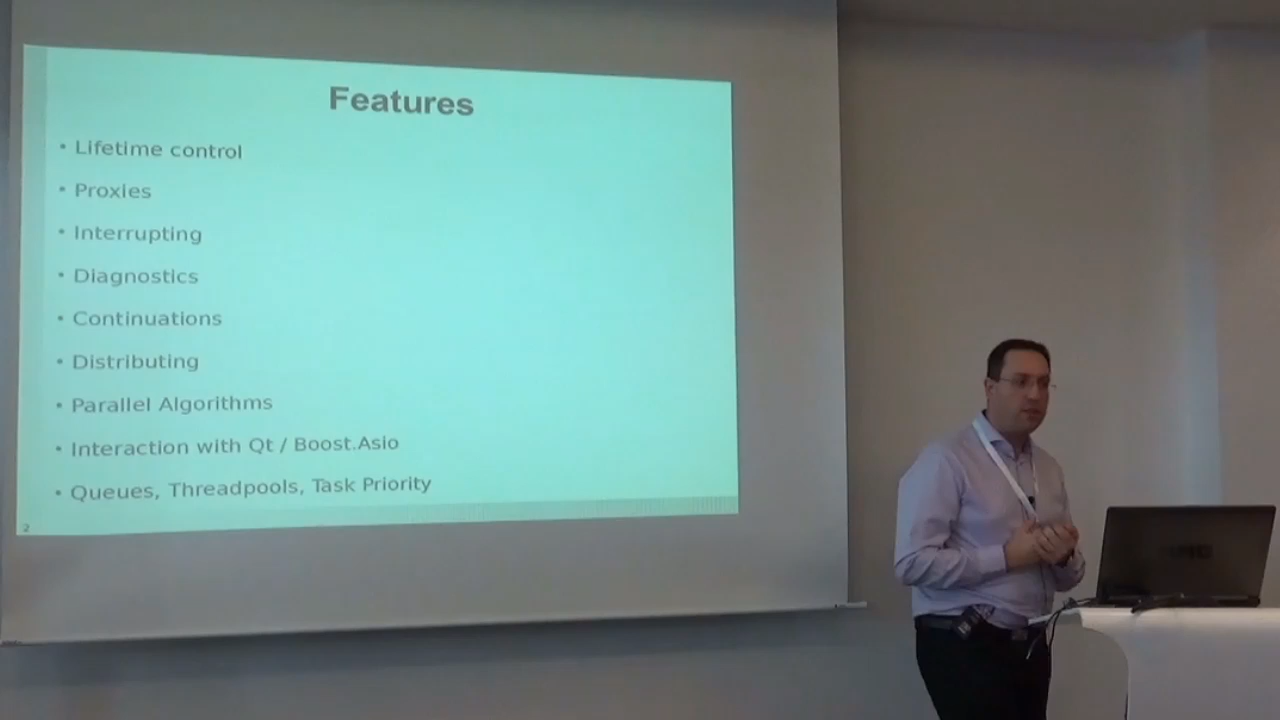 Features
• Lifetime control
• Proxies
• Interrupting
• Diagnostics
• Continuations
• Distributing
• Parallel Algorithms
• Interaction with Qt / Boost.Asio
• Queues, Threadpools, Task Priority
2